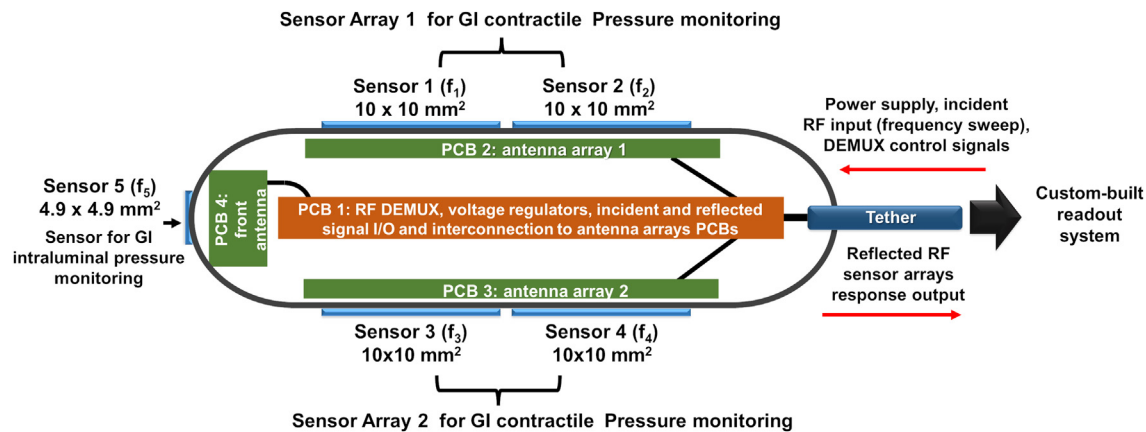 Sensor Array 1 for GI contractile Pressure monitoring
Sensor 1 (f₁)
10 x 10 mm²
Sensor 2 (f₂)
10 x 10 mm²
Power supply, incident
RF input (frequency sweep),
DEMUX control signals
PCB 2: antenna array 1
Sensor 5 (f₅)
4.9 x 4.9 mm²
Sensor for GI
intraluminal pressure
monitoring
PCB 4:
front
antenna
PCB 1: RF DEMUX, voltage regulators, incident and reflected
signal I/O and interconnection to antenna arrays PCBs
Tether
Custom-built
readout
system
Reflected RF
sensor arrays
response output
PCB 3: antenna array 2
Sensor 3 (f₃)
10x10 mm²
Sensor 4 (f₄)
10x10 mm²
Sensor Array 2 for GI contractile Pressure monitoring